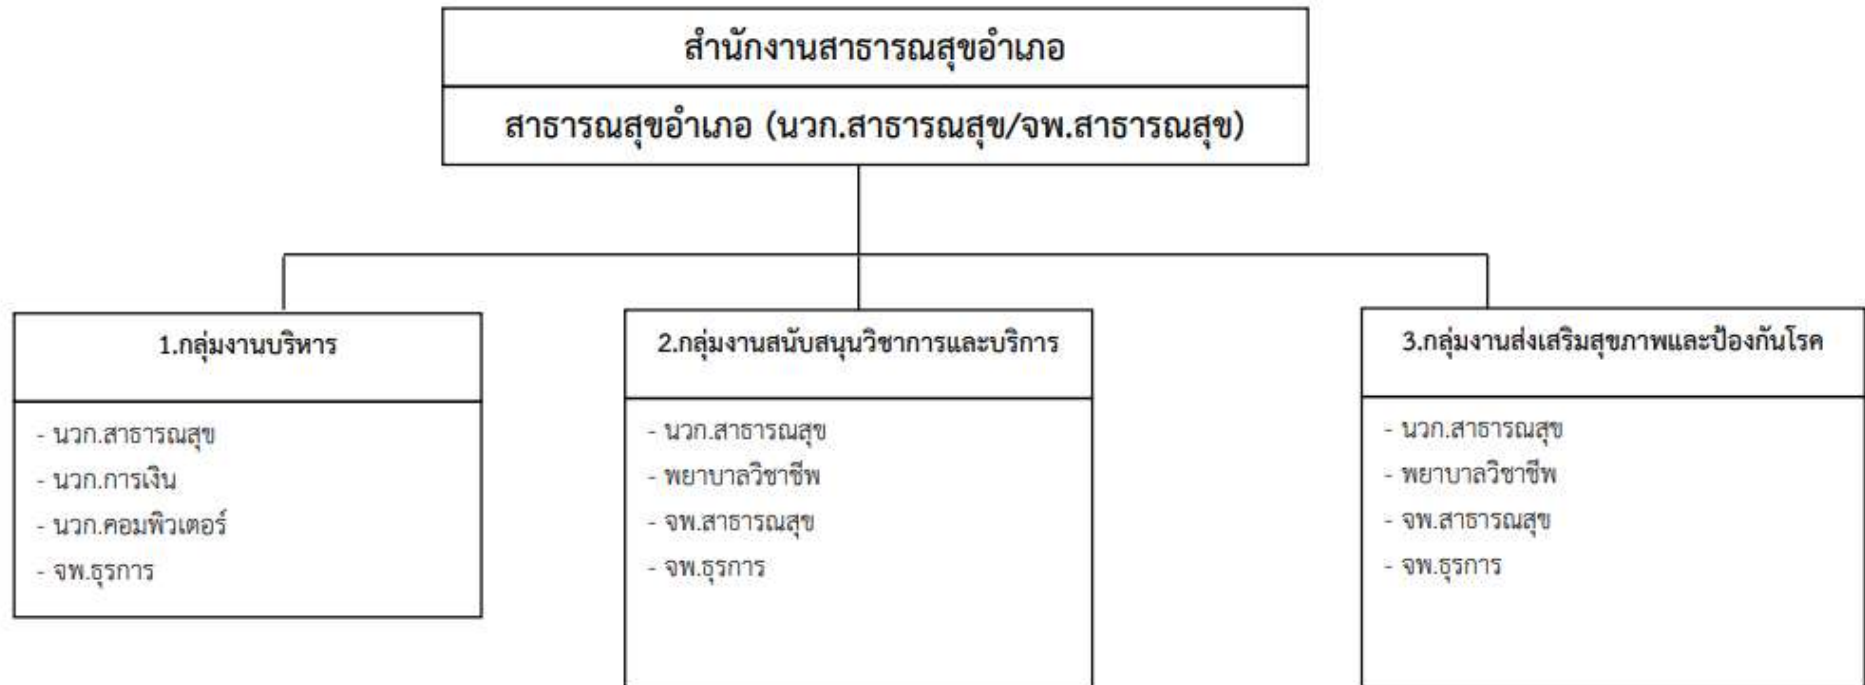 สำนักงานสาธารณสุขอำเภอ
สาธารณสุขอำเภอ (นวก.สาธารณสุข/จพ.สาธารณสุข)
1.กลุ่มงานบริหาร
- นวก.สาธารณสุข
- นวก.การเงิน
- นวก.คอมพิวเตอร์
- จพ.ธุรการ
2.กลุ่มงานสนับสนุนวิชาการและบริการ
- นวก.สาธารณสุข
- พยาบาลวิชาชีพ
- จพ.สาธารณสุข
- จพ.ธุรการ
3.กลุ่มงานส่งเสริมสุขภาพและป้องกันโรค
- นวก.สาธารณสุข
- พยาบาลวิชาชีพ
- จพ.สาธารณสุข
- จพ.ธุรการ